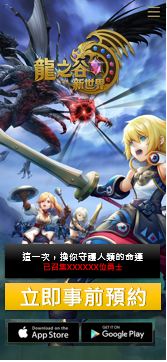 龍之谷
新世界
這一次，換你守護人類的命運
已召集XXXXXX位勇士
立即事前預約
Download on the
App Store
GET IT ON
Google Play